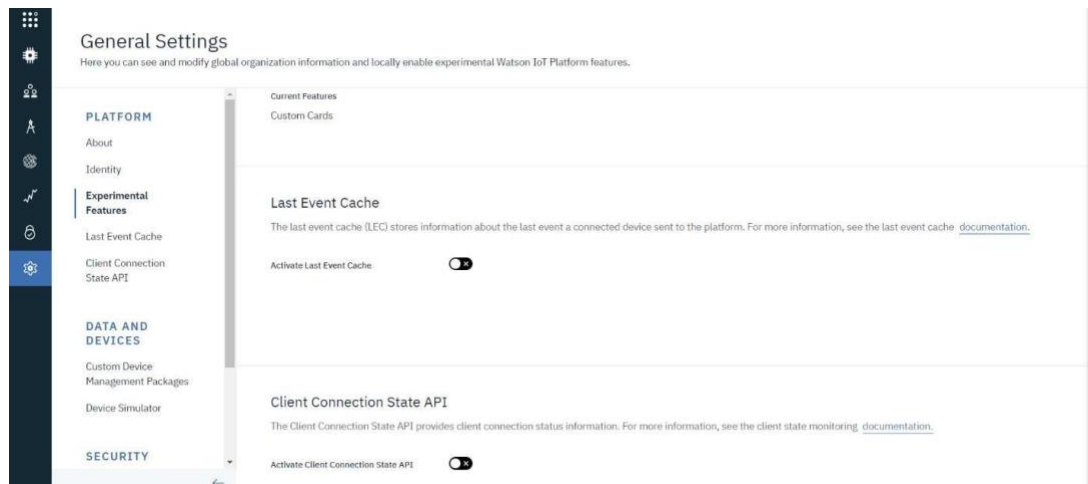 General Settings
Here you can see and modify global organization information and locally enable experimental Watson IoT Platform features.
PLATFORM
About
Identity
Experimental
Features
Last Event Cache
Client Connection
State API
DATA AND
DEVICES
Custom Device
Management Packages
Device Simulator
SECURITY
Current Features
Custom Cards
Last Event Cache
The last event cache (LEC) stores information about the last event a connected device sent to the platform. For more information, see the last event cache documentation.
Activate Last Event Cache
Client Connection State API
The Client Connection State API provides client connection status information. For more information, see the client state monitoring documentation.
Activate Client Connection State API